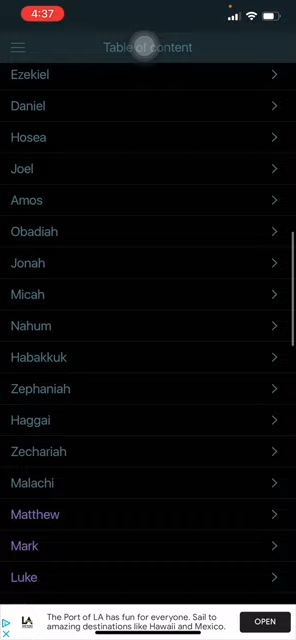 4:37
Table of content
Ezekiel
Daniel
Hosea
Joel
Amos
Obadiah
Jonah
Micah
Nahum
Habakkuk
Zephaniah
Haggai
Zechariah
Malachi
Matthew
Mark
Luke
LA
The Port of LA has fun for everyone. Sail to
amazing destinations like Hawaii and Mexico.
OPEN